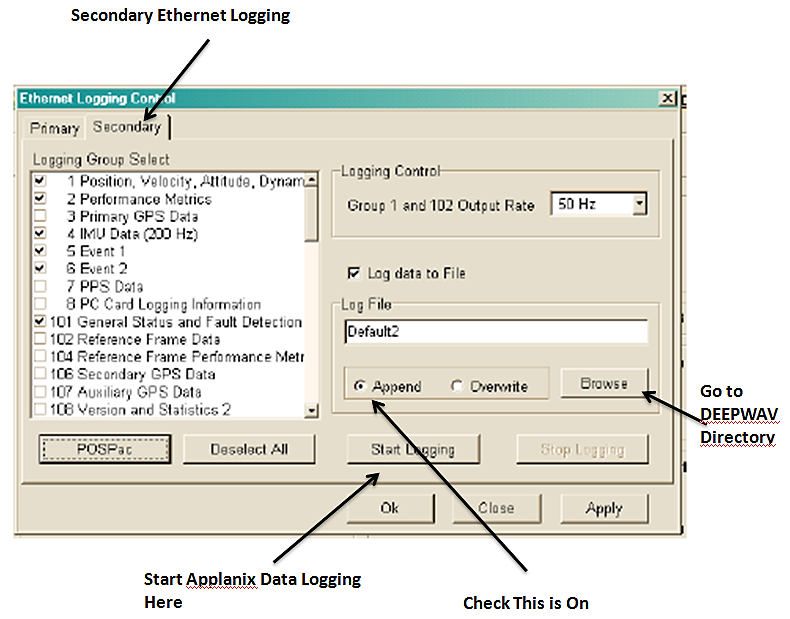 Secondary Ethernet Logging
Ethernet Logging Control
Primary
Secondary
Logging Group Select
1 Position, Velocity, Attitude, Dynam
2 Performance Metrics
3 Primary GPS Data
4 IMU Data (200 Hz)
5 Event 1
6 Event 2
7 PPS Data
8 PC Card Logging Information
101 General Status and Fault Detection
102 Reference Frame Data
104 Reference Frame Performance Metr
106 Secondary GPS Data
107 Auxiliary GPS Data
108 Version and Statistics 2
POSPac
Deselect All
Logging Control
Group 1 and 102 Output Rate
50 Hz
Log data to File
Log File
Default2
Append
Overwrite
Browse
Start Logging
Stop Logging
Ok
Close
Apply
Go to
DEEPWAV
Directory
Start Applanix Data Logging
Here
Check This is On